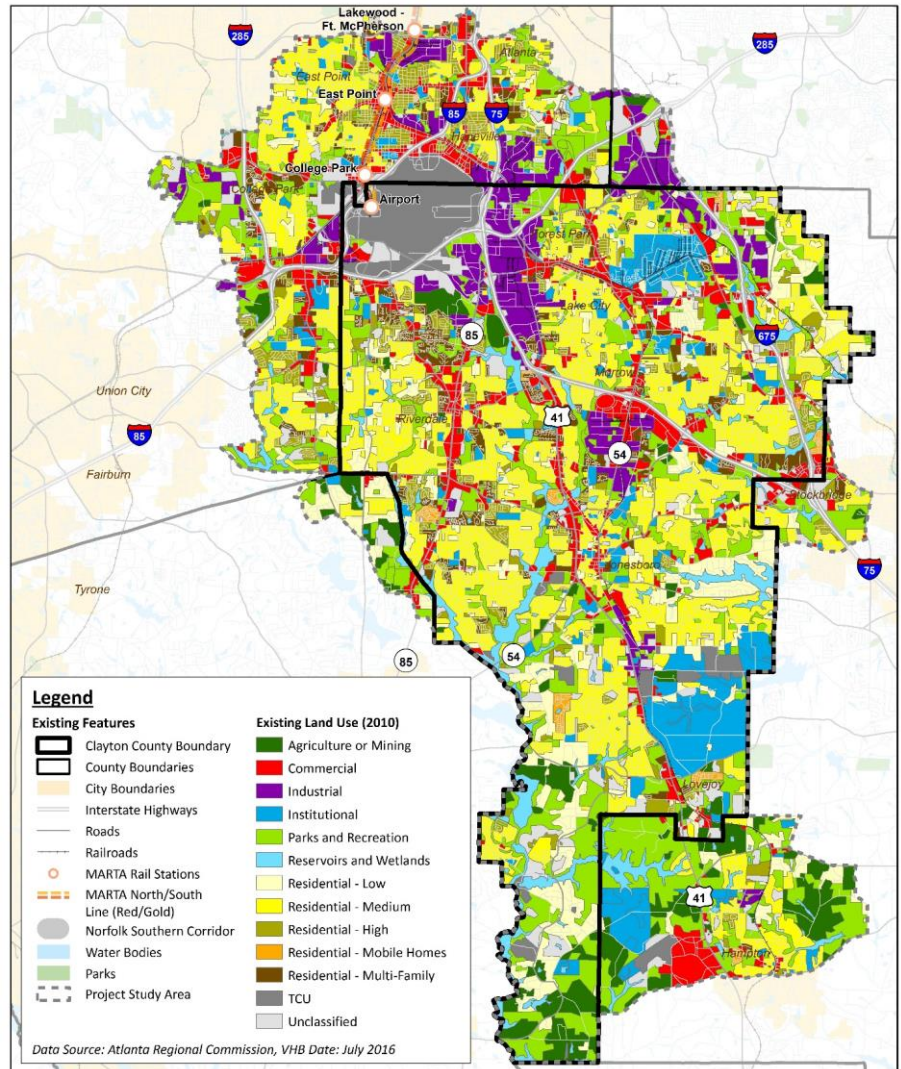 Lakewood -
Ft. McPherson
285
285
Atlanta
East Point
East Point
85
75
Hapeville
College Park
College Park
Airport
Forest Park
Lake City
85
675
Morrow
Union City
41
Riverdale
85
54
Fairburn
Stockbridge
75
Jonesboro
Tyrone
54
85
Lovejoy
41
Hampton
Legend
Existing Features
Clayton County Boundary
County Boundaries
City Boundaries
Interstate Highways
Roads
Railroads
MARTA Rail Stations
MARTA North/South
Line (Red/Gold)
Norfolk Southern Corridor
Water Bodies
Parks
Project Study Area
Existing Land Use (2010)
Agriculture or Mining
Commercial
Industrial
Institutional
Parks and Recreation
Reservoirs and Wetlands
Residential - Low
Residential - Medium
Residential - High
Residential - Mobile Homes
Residential - Multi-Family
TCU
Unclassified
Data Source: Atlanta Regional Commission, VHB Date: July 2016